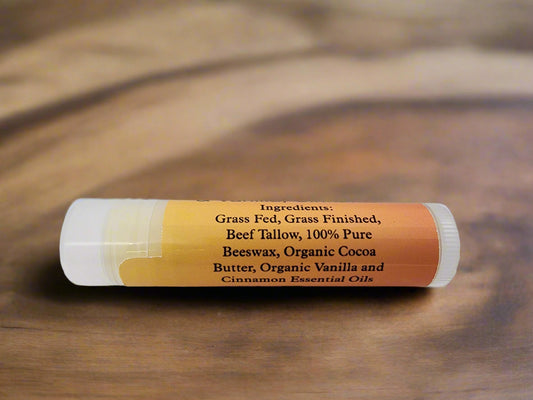 Ingredients:
Grass Fed, Grass Finished,
Beef Tallow, 100% Pure
Beeswax, Organic Cocoa
Butter, Organic Vanilla and
Cinnamon Essential Oils